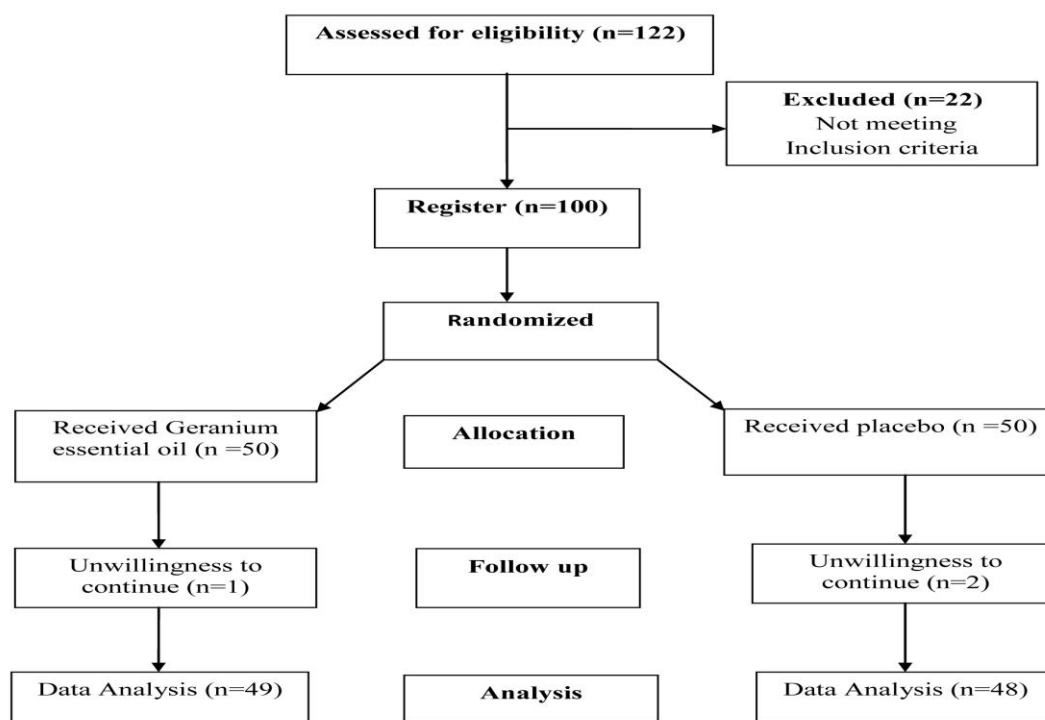 Assessed for eligibility (n=122)
Excluded (n=22)
Not meeting
Inclusion criteria
Register (n=100)
Randomized
Received Geranium
essential oil (n =50)
Allocation
Received placebo (n =50)
Unwillingness to
continue (n=1)
Follow up
Unwillingness to
continue (n=2)
Data Analysis (n=49)
Analysis
Data Analysis (n=48)